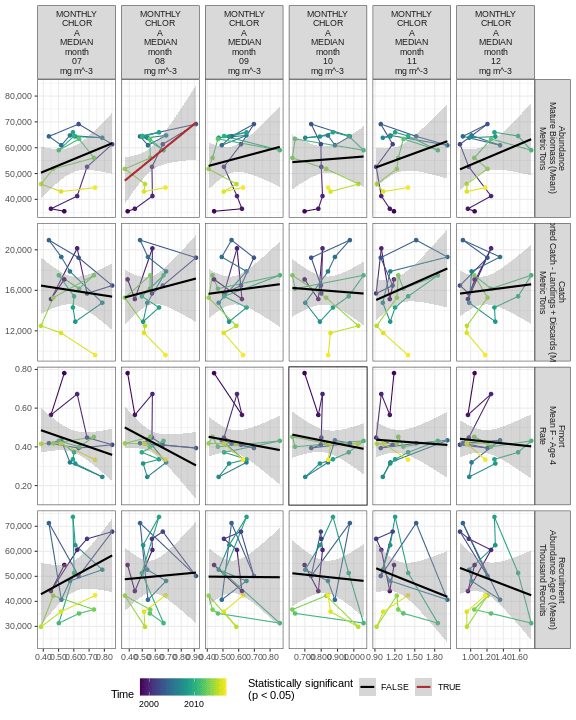 MONTHLY MONTHLY MONTHLY MONTHLY MONTHLY MONTHLY
CHLOR CHLOR CHLOR CHLOR CHLOR CHLOR
A A A A A A
MEDIAN MEDIAN MEDIAN MEDIAN MEDIAN MEDIAN
month month month month month month
07 08 09 10 11 12
mg m^-3 mg m^-3 mg m^-3 mg m^-3 mg m^-3 mg m^-3
80,000
70,000
60,000
50,000
40,000
Abundance
Mature Biomass (Mean)
Metric Tons
20,000
16,000
12,000
Catch
rted Catch - Landings + Discards (M
Metric Tons
0.80
0.60
0.40
0.20
Fmort
Mean F - Age 4
Rate
70,000
60,000
50,000
40,000
30,000
Recruitment
Abundance Age 0 (Mean)
Thousand Recruits
0.40 0.50 0.60 0.70 0.80 0.40 0.50 0.60 0.70 0.80 0.90 0.40 0.50 0.60 0.70 0.80 0.70 0.80 0.90 1.00 0.90 1.20 1.50 1.80 1.00 1.20 1.40 1.60
Time
2000 2010
Statistically significant
(p < 0.05)
FALSE TRUE